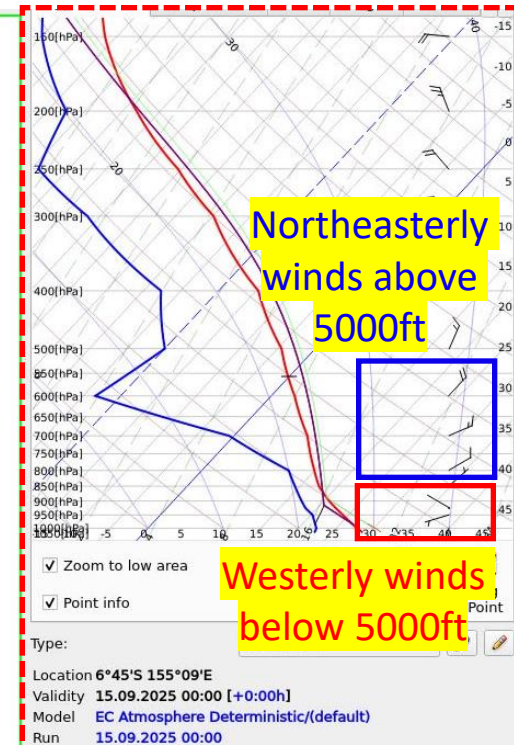 150[hPa]
200[hPa]
250[hPa]
300[hPa]
400[hPa]
500[hPa]
600[hPa]
650[hPa]
700[hPa]
750[hPa]
800[hPa]
850[hPa]
900[hPa]
950[hPa]
30
20
40
-15
-10
-5
0
5
10
15
20
25
30
35
40
45
Northeasterly
winds above
5000ft
-5 5 10 15 20 25 30 35 40 45
Westerly winds
below 5000ft
Zoom to low area
Point info
Point
Type:
Location 6°45'S 155°09'E
Validity 15.09.2025 00:00 [+0:00h]
Model EC Atmosphere Deterministic/(default)
Run 15.09.2025 00:00